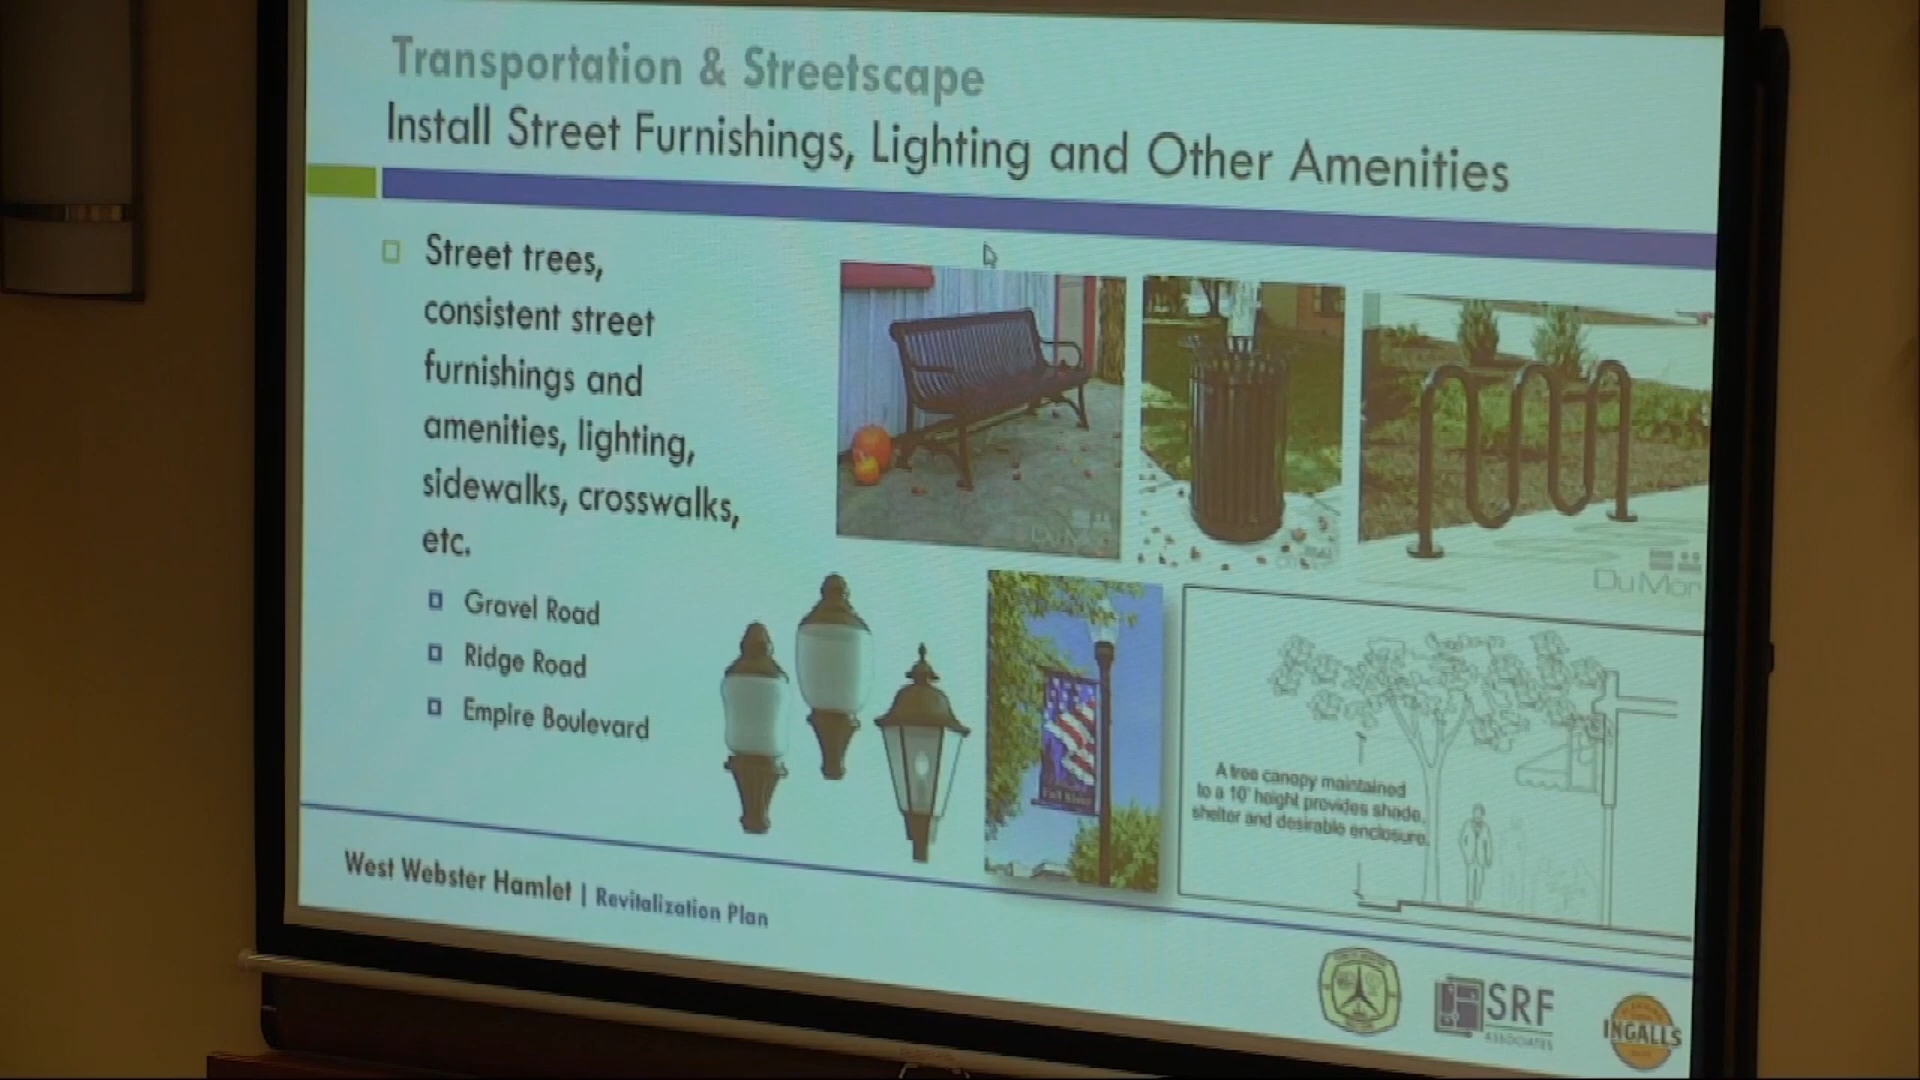 Transportation & Streetscape
Install Street Furnishings, Lighting and Other Amenities
Street trees,
consistent street
furnishings and
amenities, lighting,
sidewalks, crosswalks,
etc.
Gravel Road
Ridge Road
Empire Boulevard
DuMor
A tree canopy maintained
to a 10' height provides shade,
shelter and desirable enclosure.
West Webster Hamlet | Revitalization Plan
SRF
ASSOCIATES
INGALLS